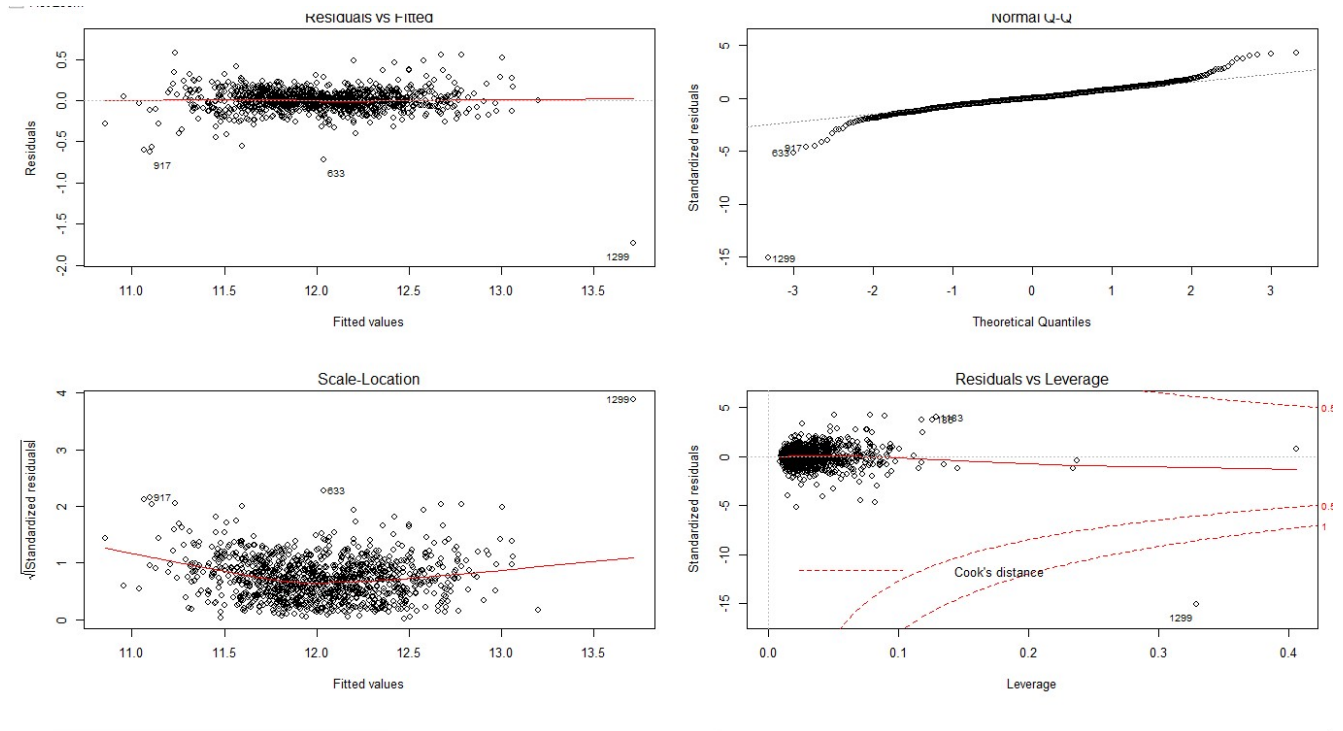 Residuals vs Fitted
Residuals
0.5
0.0
-0.5
-1.0
-1.5
-2.0
917
633
1299
11.0 11.5 12.0 12.5 13.0 13.5
Fitted values
Normal Q-Q
Standardized residuals
5
0
-5
-10
-15
917
633
1299
-3 -2 -1 0 1 2 3
Theoretical Quantiles
Scale-Location
√|Standardized residuals|
4
3
2
1
0
1299
917
633
11.0 11.5 12.0 12.5 13.0 13.5
Fitted values
Residuals vs Leverage
Standardized residuals
5
0
-5
-10
-15
0.5
0.5
1
Cook's distance
1299
0.0 0.1 0.2 0.3 0.4
Leverage